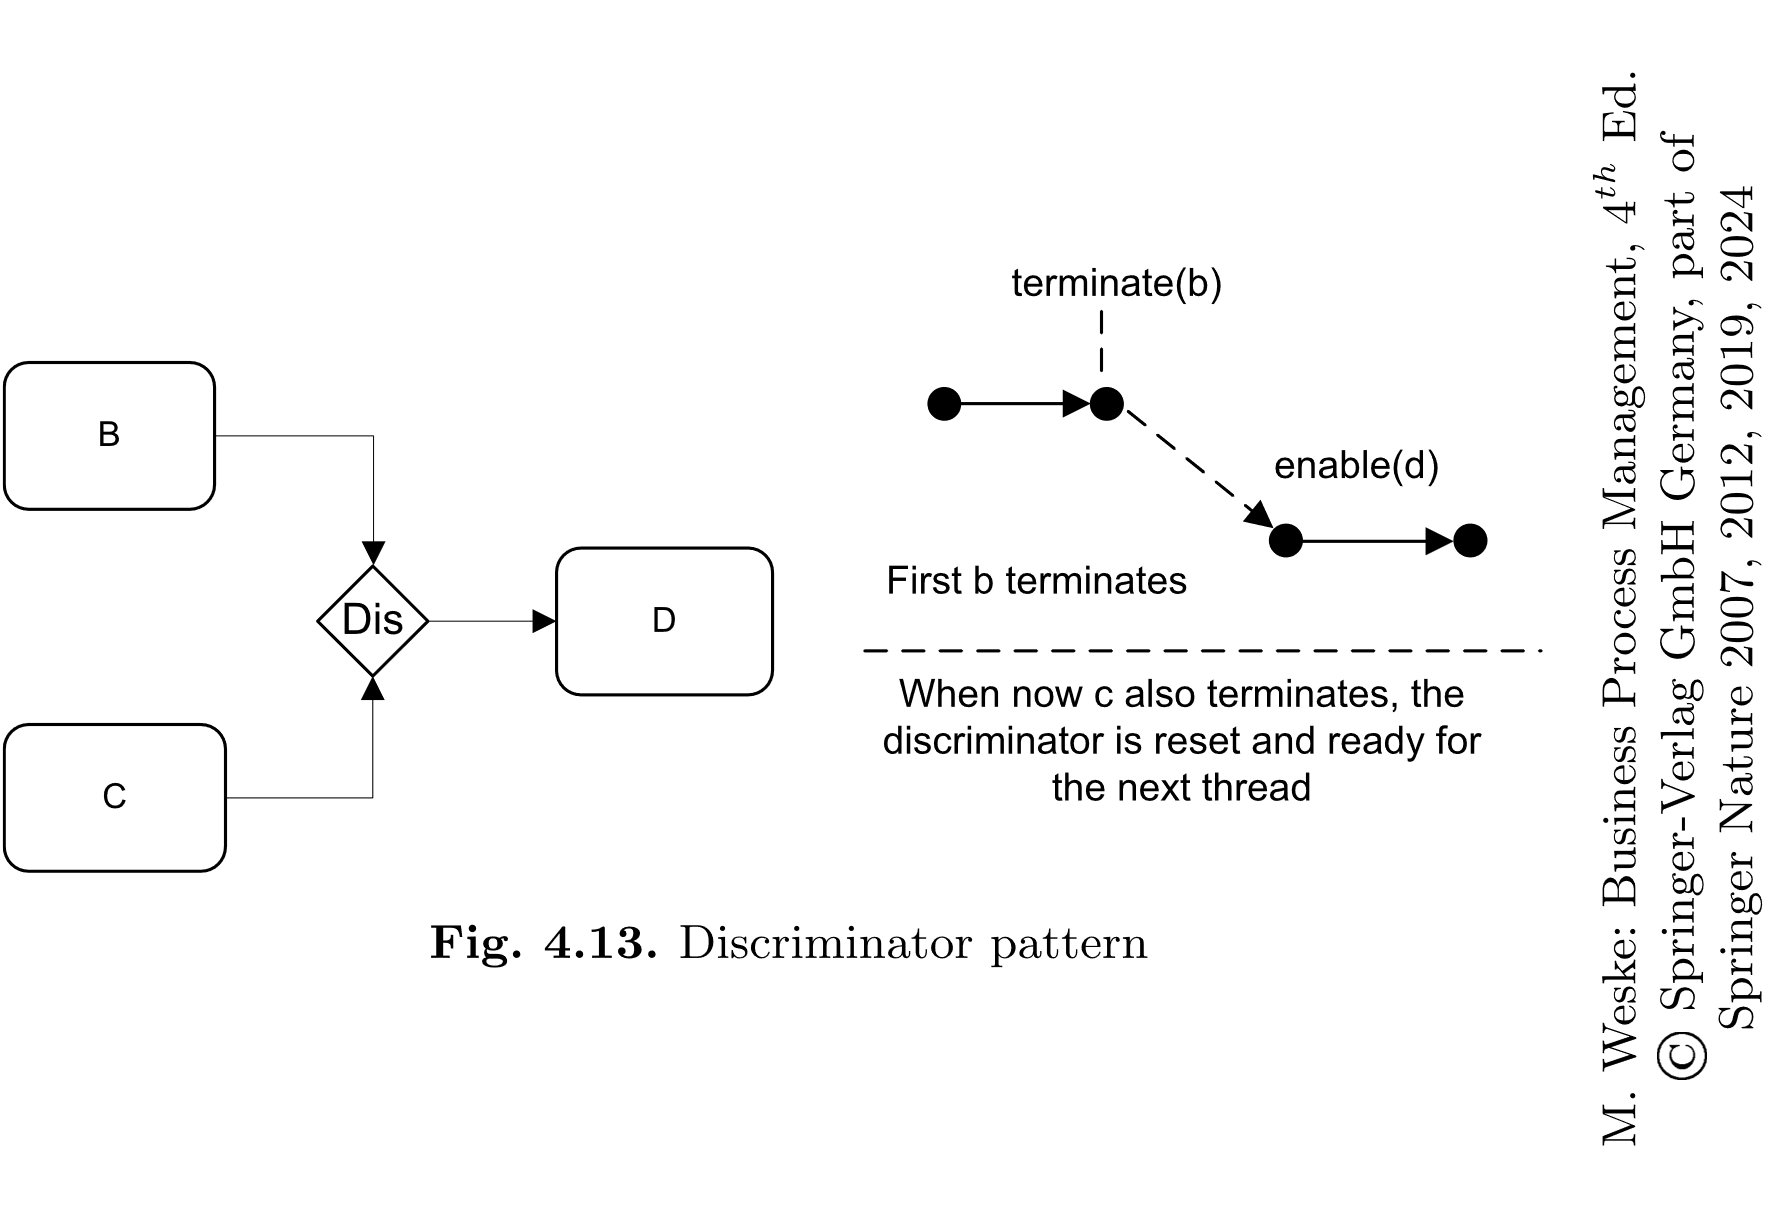 B
C
Dis
D
terminate(b)
enable(d)
First b terminates
When now c also terminates, the
discriminator is reset and ready for
the next thread
Fig. 4.13. Discriminator pattern
M. Weske: Business Process Management, 4th Ed.
© Springer-Verlag GmbH Germany, part of
Springer Nature 2007, 2012, 2019, 2024